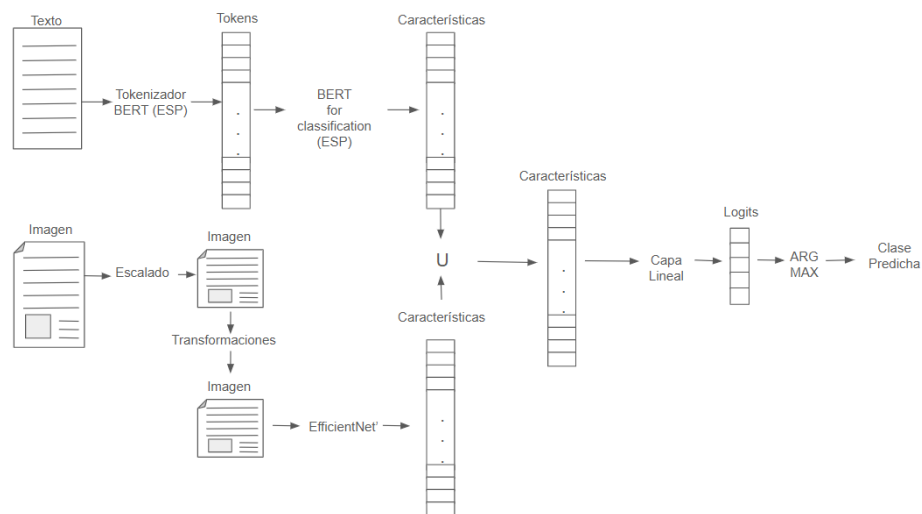 Texto
Tokens
Características
Tokenizador
BERT (ESP)
BERT
for
classification
(ESP)
Características
Imagen
Imagen
Escalado
U
Logits
Capa
Lineal
ARG
MAX
Clase
Predicha
Transformaciones
Características
Imagen
EfficientNet'